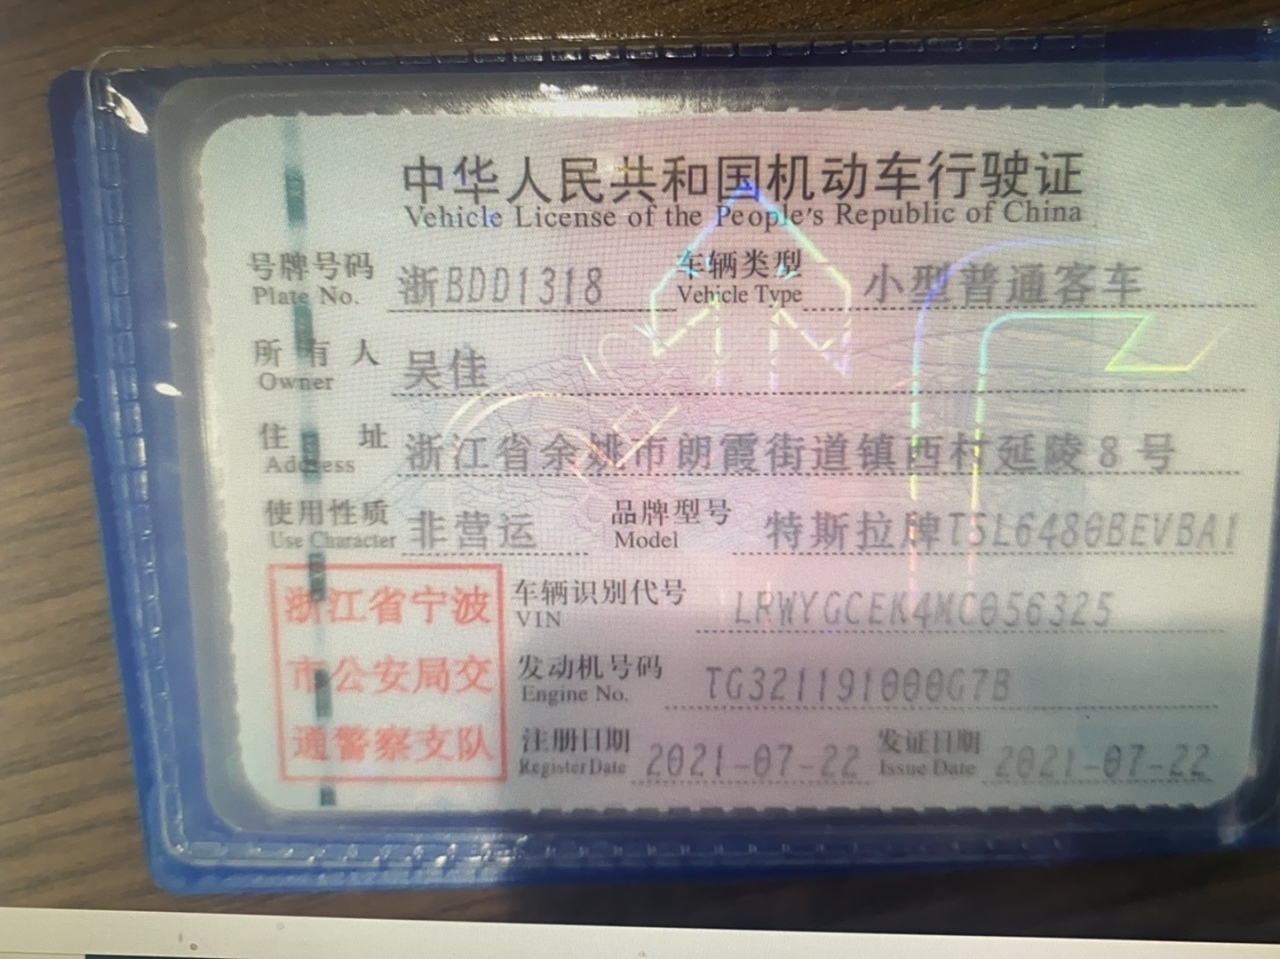 中华人民共和国机动车行驶证
Vehicle License of the People's Republic of China
号牌号码 浙BDD1318 车辆类型 小型普通客车
Plate No. Vehicle Type
所有人 吴佳
Owner
住址 浙江省余姚市朗霞街道镇西村延陵8号
Address
使用性质 非营运 品牌型号 特斯拉牌TSL6480BEVBA1
Use Character Model
浙江省宁波
市公安局交
通警察支队
车辆识别代号 LRWYGCEK4MC056325
VIN
发动机号码 TG321191000G7B
Engine No.
注册日期 2021-07-22 发证日期 2021-07-22
Register Date Issue Date